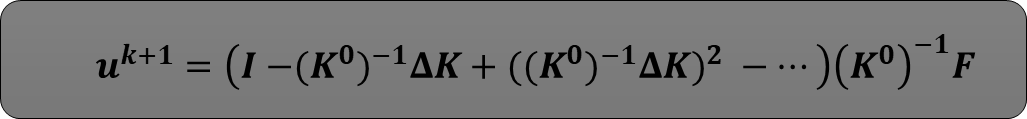 u^{k+1} = (I − (K^0)^{−1}ΔK + ((K^0)^{−1}ΔK)^2 − ⋯)(K^0)^{−1}F